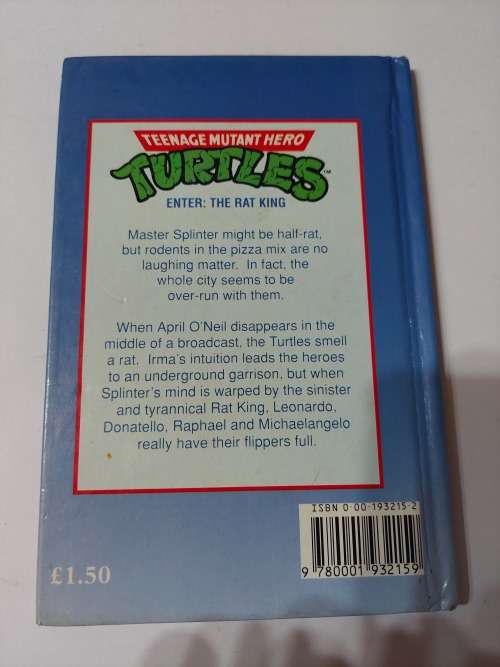 TEENAGE MUTANT HERO
TURTLES™
ENTER: THE RAT KING
Master Splinter might be half-rat,
but rodents in the pizza mix are no
laughing matter. In fact, the
whole city seems to be
over-run with them.
When April O'Neil disappears in the
middle of a broadcast, the Turtles smell
a rat. Irma's intuition leads the heroes
to an underground garrison, but when
Splinter's mind is warped by the sinister
and tyrannical Rat King, Leonardo,
Donatello, Raphael and Michaelangelo
really have their flippers full.
ISBN 0-00-193215-2
9 780001 932159
£1.50